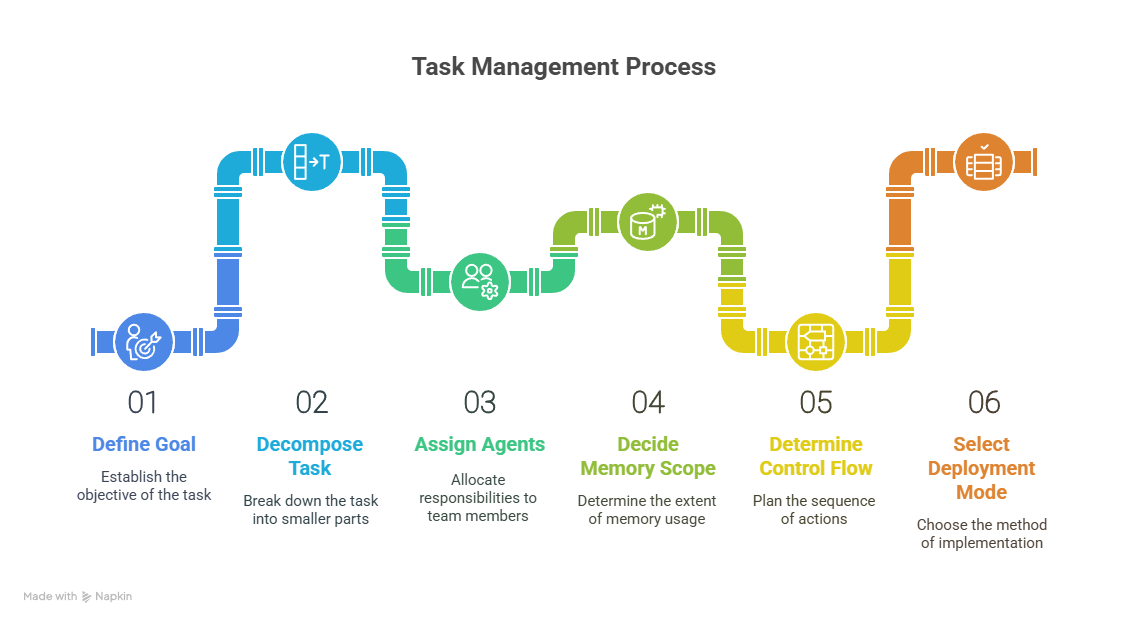 Task Management Process
T
M
01
02
03
04
05
06
Define Goal
Establish the
objective of the task
Decompose
Task
Break down the task
into smaller parts
Assign Agents
Allocate
responsibilities to
team members
Decide
Memory Scope
Determine the extent
of memory usage
Determine
Control Flow
Plan the sequence
of actions
Select
Deployment
Mode
Choose the method
of implementation
Made with Napkin